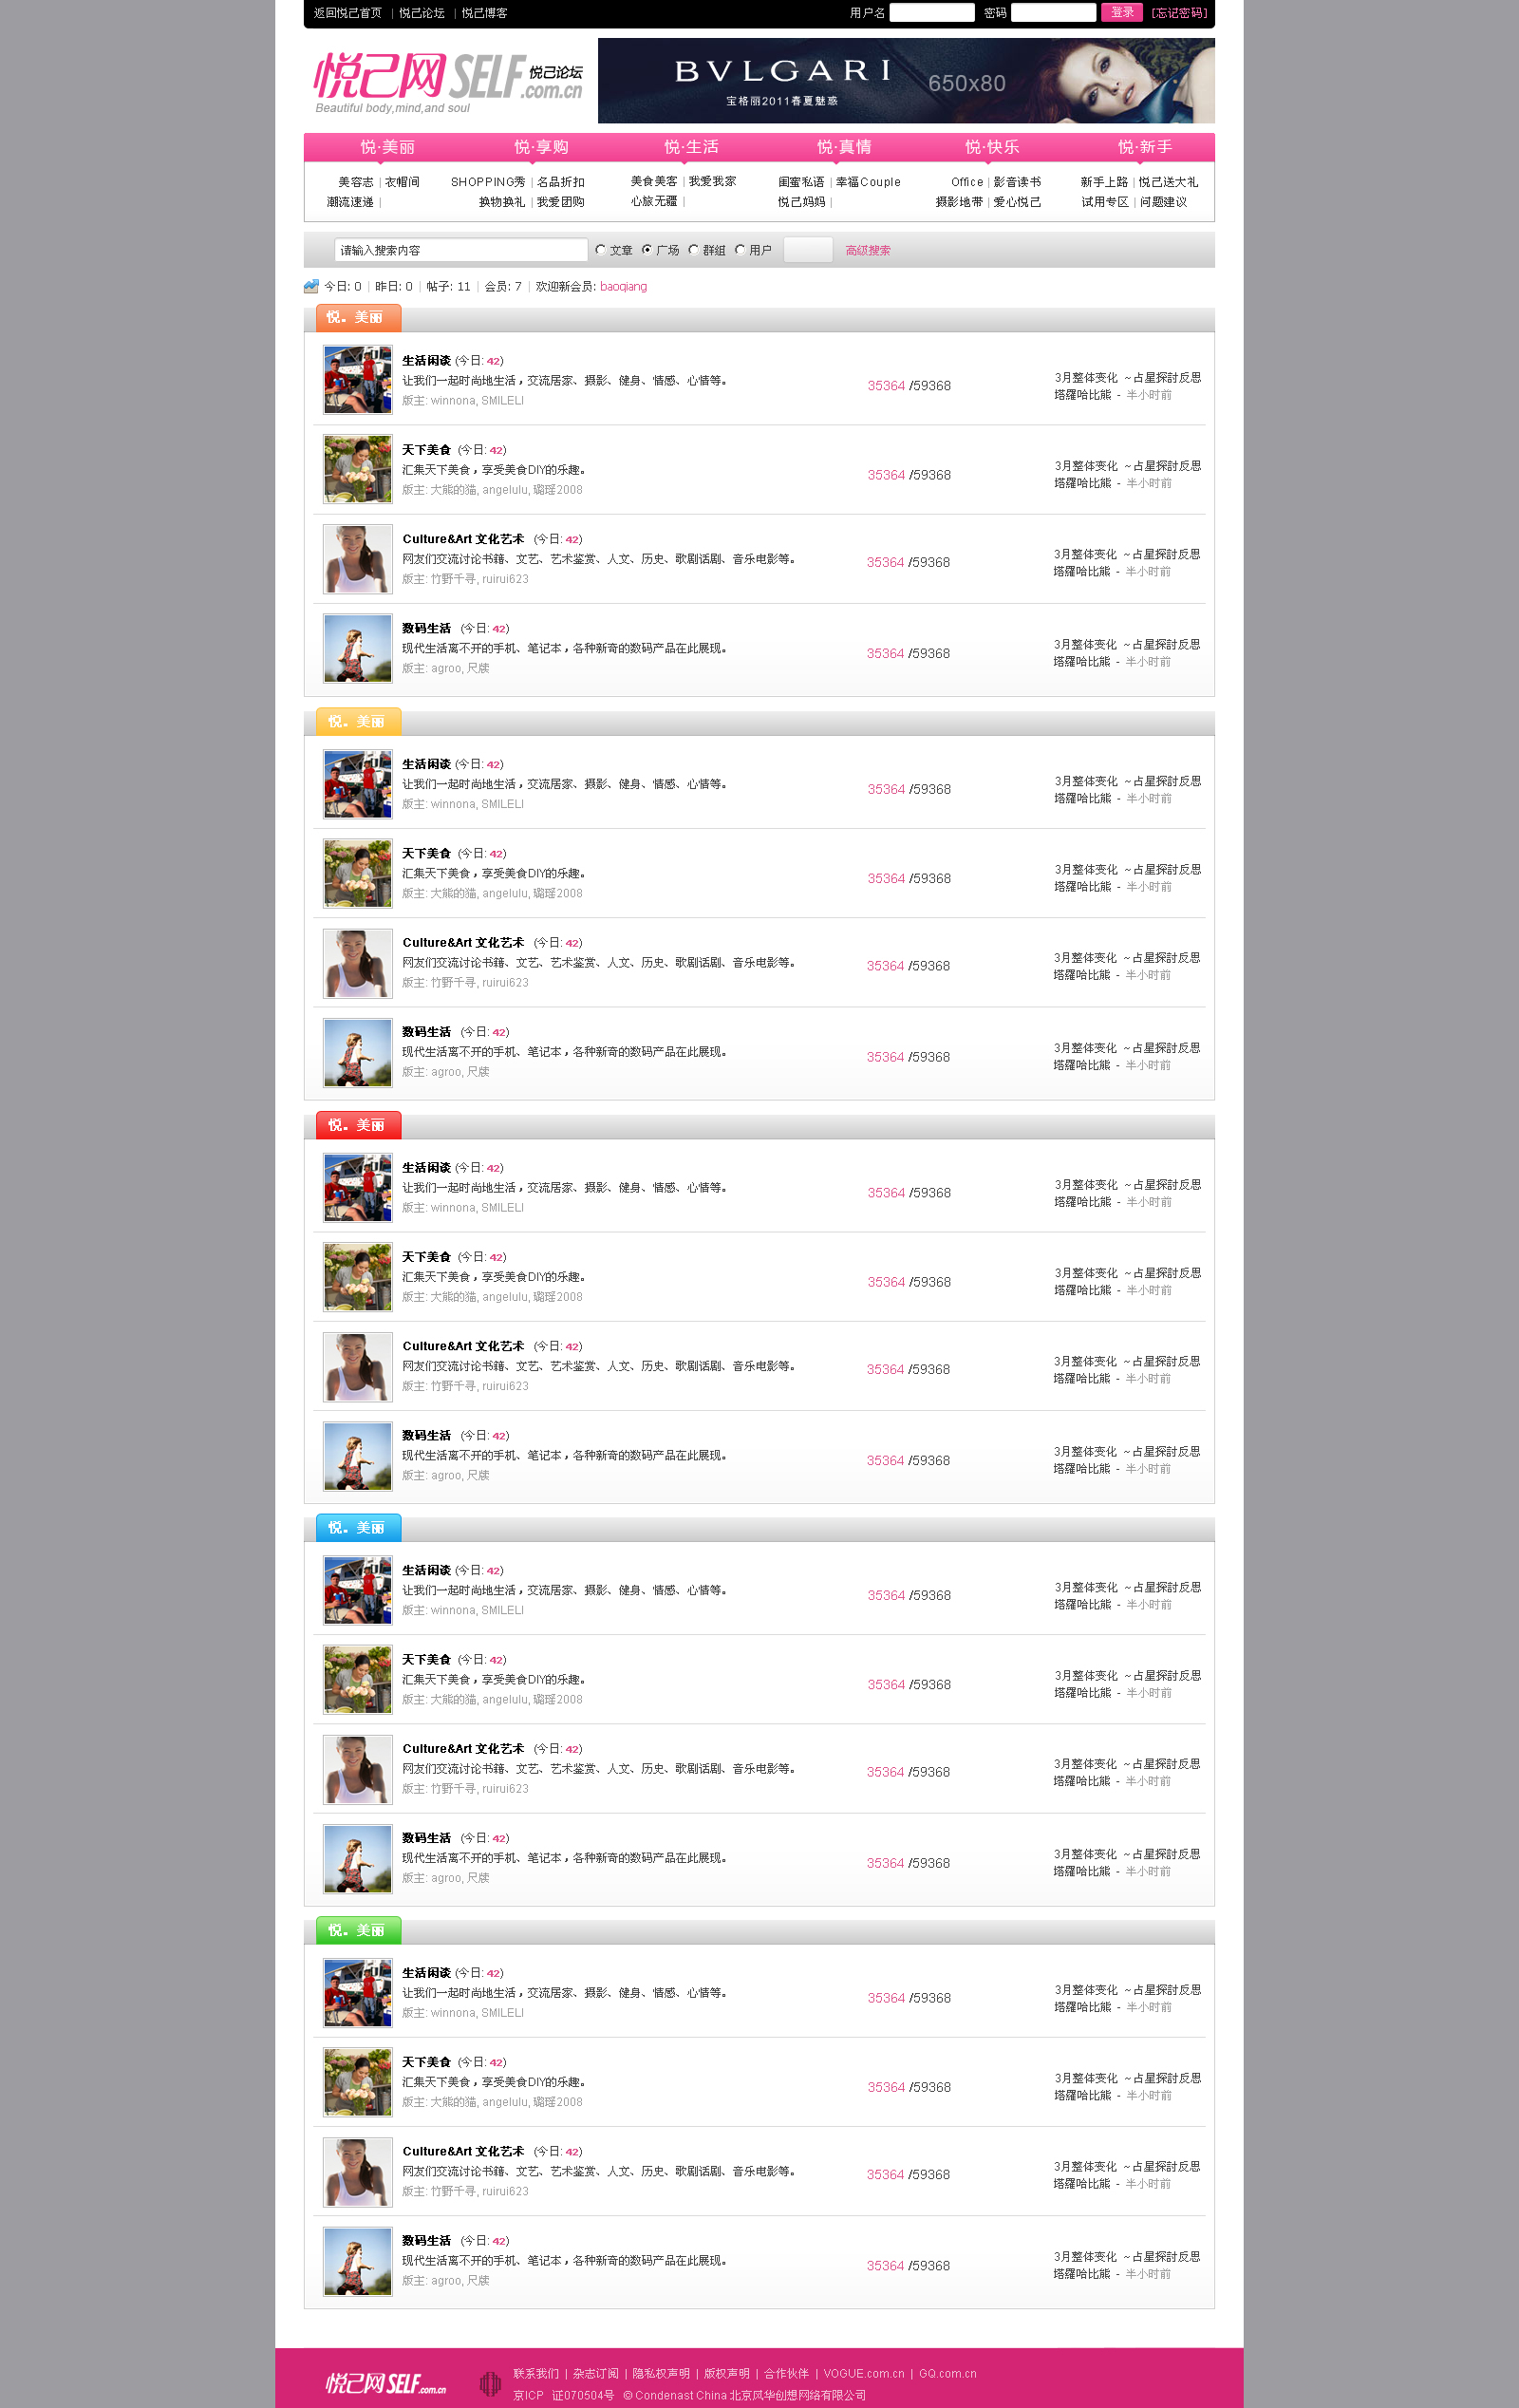 返回悦己首页 | 悦己论坛 | 悦己博客 用户名 密码 登录 [忘记密码]
悦己网SELF.com.cn 悦己论坛
Beautiful body,mind,and soul
BVLGARI 650x80
宝格丽2011春夏魅惑
悦·美丽 悦·享购 悦·生活 悦·真情 悦·快乐 悦·新手
美容志 | 衣帽间 SHOPPING秀 | 名品折扣 美食美客 | 我爱我家 闺蜜私语 | 幸福Couple Office | 影音读书 新手上路 | 悦己送大礼
潮流速递 | 换物换礼 | 我爱团购 心旅无疆 | 悦己妈妈 | 摄影地带 | 爱心悦己 试用专区 | 问题建议
请输入搜索内容 文章 广场 群组 用户 高级搜索
今日: 0 | 昨日: 0 | 帖子: 11 | 会员: 7 | 欢迎新会员: baoqiang
悦。美丽
生活闲谈 (今日: 42)
让我们一起时尚地生活，交流居家、摄影、健身、情感、心情等。
版主: winnona, SMILELI
35364 /59368
3月整体变化 ~占星探討反思
塔羅哈比熊 - 半小时前
天下美食 (今日: 42)
汇集天下美食，享受美食DIY的乐趣。
版主: 大熊的猫, angelulu, 璐瑶2008
35364 /59368
3月整体变化 ~占星探討反思
塔羅哈比熊 - 半小时前
Culture&Art 文化艺术 (今日: 42)
网友们交流讨论书籍、文艺、艺术鉴赏、人文、历史、歌剧话剧、音乐电影等。
版主: 竹野千寻, ruirui623
35364 /59368
3月整体变化 ~占星探討反思
塔羅哈比熊 - 半小时前
数码生活 (今日: 42)
现代生活离不开的手机、笔记本，各种新奇的数码产品在此展现。
版主: agroo, 尺牍
35364 /59368
3月整体变化 ~占星探討反思
塔羅哈比熊 - 半小时前
悦。美丽
生活闲谈 (今日: 42)
让我们一起时尚地生活，交流居家、摄影、健身、情感、心情等。
版主: winnona, SMILELI
35364 /59368
3月整体变化 ~占星探討反思
塔羅哈比熊 - 半小时前
天下美食 (今日: 42)
汇集天下美食，享受美食DIY的乐趣。
版主: 大熊的猫, angelulu, 璐瑶2008
35364 /59368
3月整体变化 ~占星探討反思
塔羅哈比熊 - 半小时前
Culture&Art 文化艺术 (今日: 42)
网友们交流讨论书籍、文艺、艺术鉴赏、人文、历史、歌剧话剧、音乐电影等。
版主: 竹野千寻, ruirui623
35364 /59368
3月整体变化 ~占星探討反思
塔羅哈比熊 - 半小时前
数码生活 (今日: 42)
现代生活离不开的手机、笔记本，各种新奇的数码产品在此展现。
版主: agroo, 尺牍
35364 /59368
3月整体变化 ~占星探討反思
塔羅哈比熊 - 半小时前
悦。美丽
生活闲谈 (今日: 42)
让我们一起时尚地生活，交流居家、摄影、健身、情感、心情等。
版主: winnona, SMILELI
35364 /59368
3月整体变化 ~占星探討反思
塔羅哈比熊 - 半小时前
天下美食 (今日: 42)
汇集天下美食，享受美食DIY的乐趣。
版主: 大熊的猫, angelulu, 璐瑶2008
35364 /59368
3月整体变化 ~占星探討反思
塔羅哈比熊 - 半小时前
Culture&Art 文化艺术 (今日: 42)
网友们交流讨论书籍、文艺、艺术鉴赏、人文、历史、歌剧话剧、音乐电影等。
版主: 竹野千寻, ruirui623
35364 /59368
3月整体变化 ~占星探討反思
塔羅哈比熊 - 半小时前
数码生活 (今日: 42)
现代生活离不开的手机、笔记本，各种新奇的数码产品在此展现。
版主: agroo, 尺牍
35364 /59368
3月整体变化 ~占星探討反思
塔羅哈比熊 - 半小时前
悦。美丽
生活闲谈 (今日: 42)
让我们一起时尚地生活，交流居家、摄影、健身、情感、心情等。
版主: winnona, SMILELI
35364 /59368
3月整体变化 ~占星探討反思
塔羅哈比熊 - 半小时前
天下美食 (今日: 42)
汇集天下美食，享受美食DIY的乐趣。
版主: 大熊的猫, angelulu, 璐瑶2008
35364 /59368
3月整体变化 ~占星探討反思
塔羅哈比熊 - 半小时前
Culture&Art 文化艺术 (今日: 42)
网友们交流讨论书籍、文艺、艺术鉴赏、人文、历史、歌剧话剧、音乐电影等。
版主: 竹野千寻, ruirui623
35364 /59368
3月整体变化 ~占星探討反思
塔羅哈比熊 - 半小时前
数码生活 (今日: 42)
现代生活离不开的手机、笔记本，各种新奇的数码产品在此展现。
版主: agroo, 尺牍
35364 /59368
3月整体变化 ~占星探討反思
塔羅哈比熊 - 半小时前
悦。美丽
生活闲谈 (今日: 42)
让我们一起时尚地生活，交流居家、摄影、健身、情感、心情等。
版主: winnona, SMILELI
35364 /59368
3月整体变化 ~占星探討反思
塔羅哈比熊 - 半小时前
天下美食 (今日: 42)
汇集天下美食，享受美食DIY的乐趣。
版主: 大熊的猫, angelulu, 璐瑶2008
35364 /59368
3月整体变化 ~占星探討反思
塔羅哈比熊 - 半小时前
Culture&Art 文化艺术 (今日: 42)
网友们交流讨论书籍、文艺、艺术鉴赏、人文、历史、歌剧话剧、音乐电影等。
版主: 竹野千寻, ruirui623
35364 /59368
3月整体变化 ~占星探討反思
塔羅哈比熊 - 半小时前
数码生活 (今日: 42)
现代生活离不开的手机、笔记本，各种新奇的数码产品在此展现。
版主: agroo, 尺牍
35364 /59368
3月整体变化 ~占星探討反思
塔羅哈比熊 - 半小时前
悦己网SELF.com.cn
联系我们 | 杂志订阅 | 隐私权声明 | 版权声明 | 合作伙伴 | VOGUE.com.cn | GQ.com.cn
京ICP 证070504号 © Condenast China 北京风华创想网络有限公司